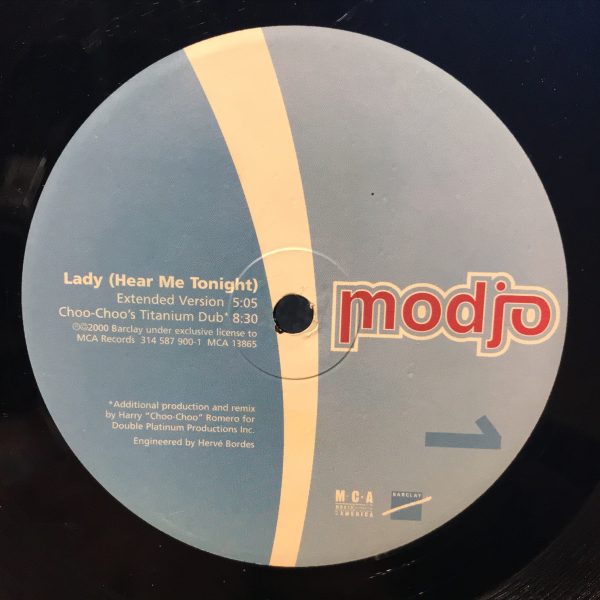 Lady (Hear Me Tonight)
Extended Version 5:05
Choo-Choo's Titanium Dub* 8:30
℗©2000 Barclay under exclusive license to
MCA Records 314 587 900-1 MCA 13865
modjo
*Additional production and remix
by Harry "Choo-Choo" Romero for
Double Platinum Productions Inc.
Engineered by Hervé Bordes
1
M·C·A
AMERICA
BARCLAY